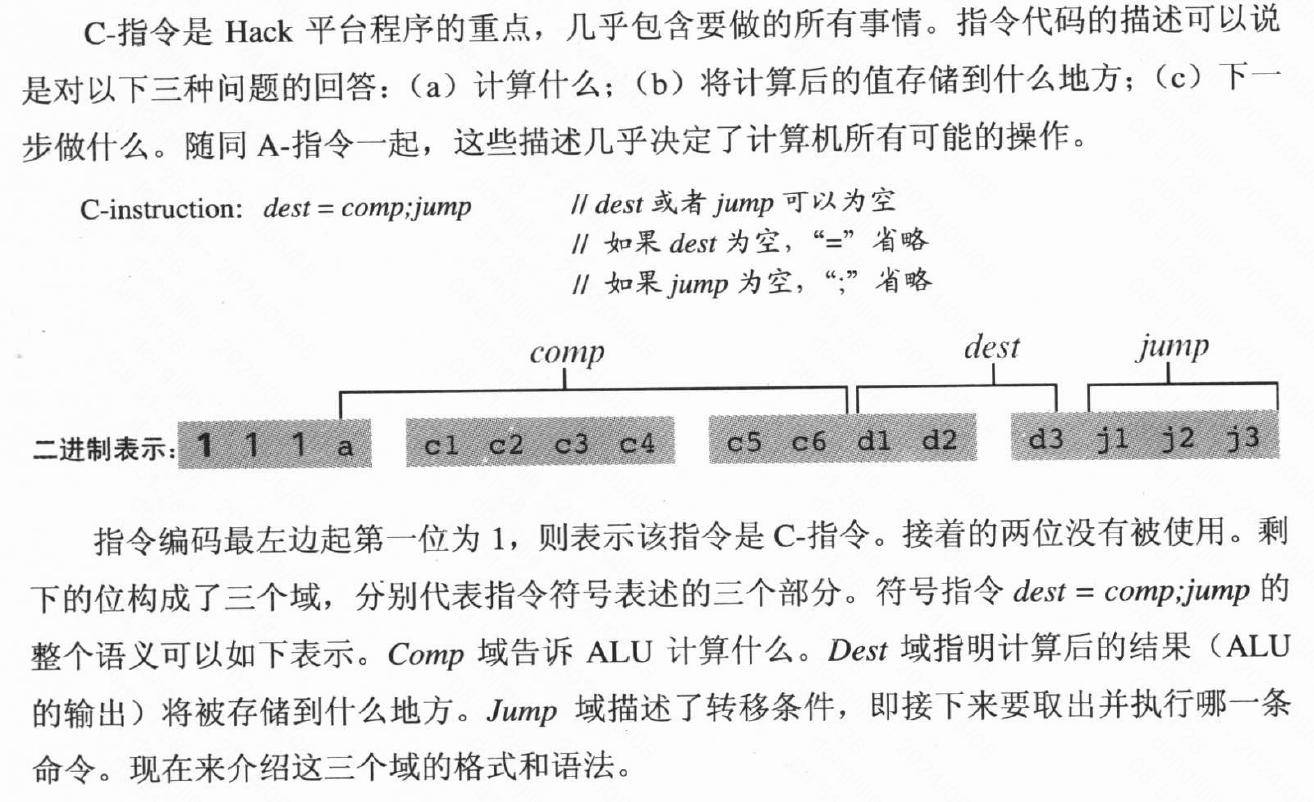 C-指令是 Hack 平台程序的重点，几乎包含要做的所有事情。指令代码的描述可以说
是对以下三种问题的回答：（a）计算什么；（b）将计算后的值存储到什么地方；（c）下一
步做什么。随同 A-指令一起，这些描述几乎决定了计算机所有可能的操作。
C-instruction: dest = comp;jump // dest 或者 jump 可以为空
// 如果 dest 为空，“=” 省略
// 如果 jump 为空，“;” 省略
comp dest jump
二进制表示: 1 1 1 a c1 c2 c3 c4 c5 c6 d1 d2 d3 j1 j2 j3
指令编码最左边起第一位为 1，则表示该指令是 C-指令。接着的两位没有被使用。剩
下的位构成了三个域，分别代表指令符号表述的三个部分。符号指令 dest = comp;jump 的
整个语义可以如下表示。Comp 域告诉 ALU 计算什么。Dest 域指明计算后的结果（ALU
的输出）将被存储到什么地方。Jump 域描述了转移条件，即接下来要取出并执行哪一条
命令。现在来介绍这三个域的格式和语法。